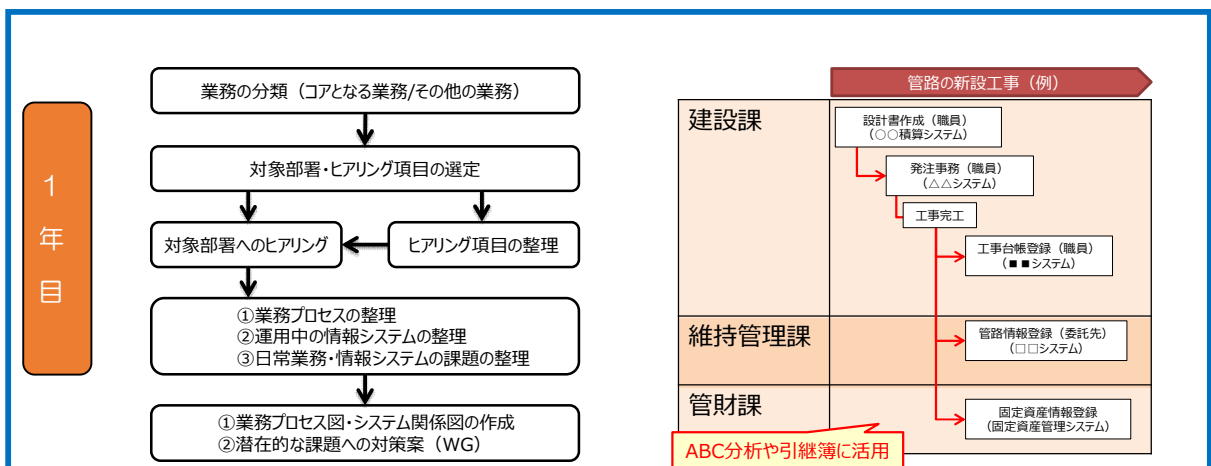 1
年
目
業務の分類（コアとなる業務/その他の業務）
対象部署・ヒアリング項目の選定
対象部署へのヒアリング
ヒアリング項目の整理
①業務プロセスの整理
②運用中の情報システムの整理
③日常業務・情報システムの課題の整理
①業務プロセス図・システム関係図の作成
②潜在的な課題への対策案（WG）
管路の新設工事（例）
建設課
設計書作成（職員）
（○○積算システム）
発注事務（職員）
（△△システム）
工事完工
工事台帳登録（職員）
（■■システム）
維持管理課
管路情報登録（委託先）
（□□システム）
管財課
固定資産情報登録
（固定資産管理システム）
ABC分析や引継簿に活用